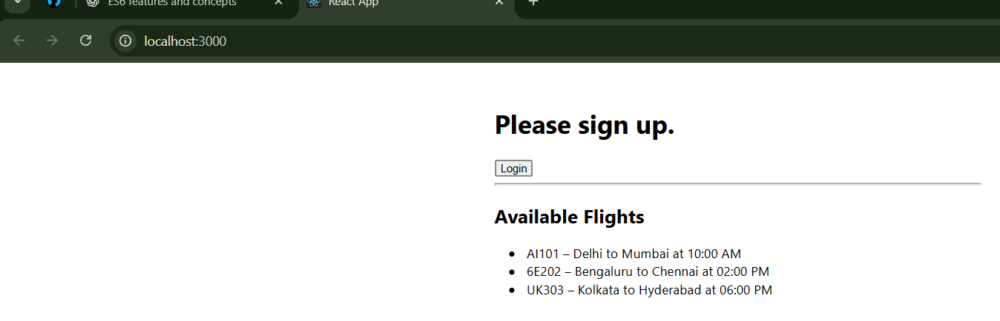 ES6 features and concepts
React App
localhost:3000
Please sign up.
Login
Available Flights
AI101 – Delhi to Mumbai at 10:00 AM
6E202 – Bengaluru to Chennai at 02:00 PM
UK303 – Kolkata to Hyderabad at 06:00 PM